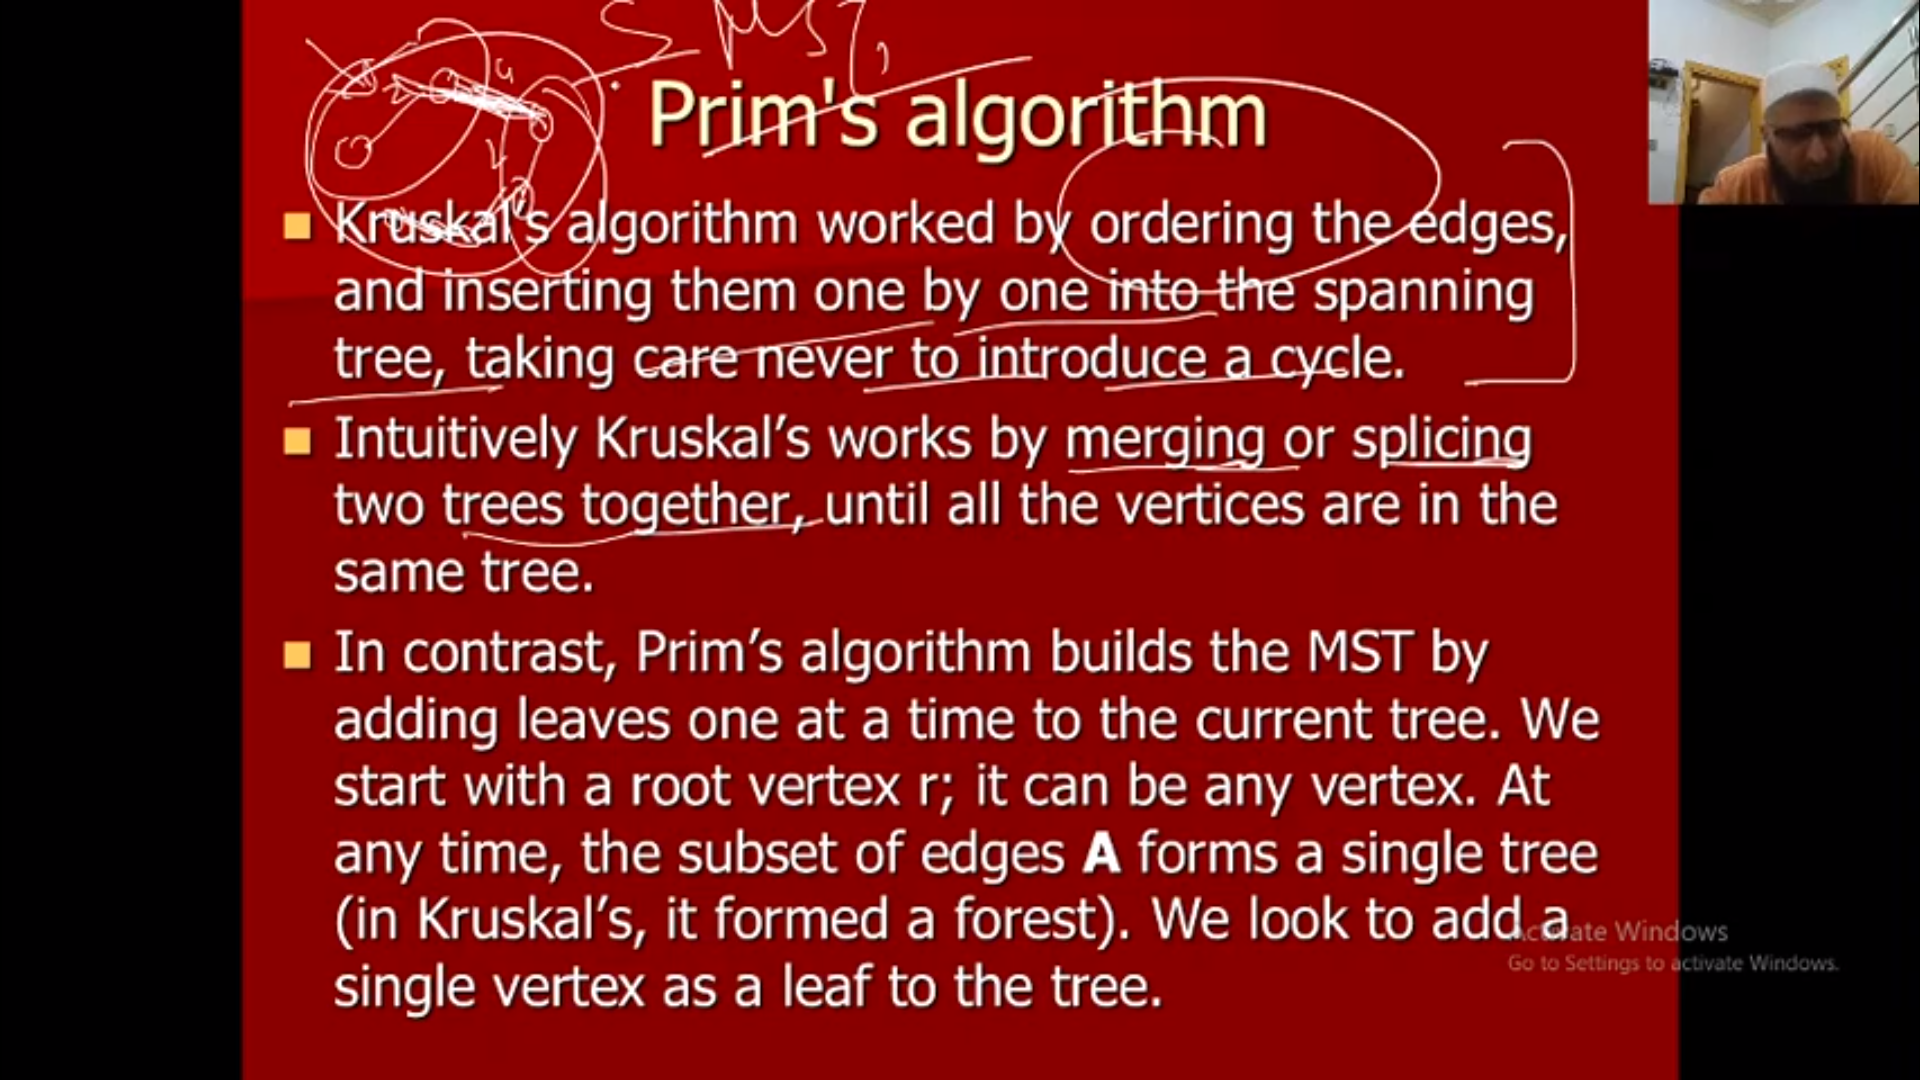 MST,
Prim's algorithm
■ Kruskal's algorithm worked by ordering the edges,
and inserting them one by one into the spanning
tree, taking care never to introduce a cycle.
■ Intuitively Kruskal’s works by merging or splicing
two trees together, until all the vertices are in the
same tree.
■ In contrast, Prim’s algorithm builds the MST by
adding leaves one at a time to the current tree. We
start with a root vertex r; it can be any vertex. At
any time, the subset of edges A forms a single tree
(in Kruskal’s, it formed a forest). We look to add a
single vertex as a leaf to the tree.
Activate Windows
Go to Settings to activate Windows.